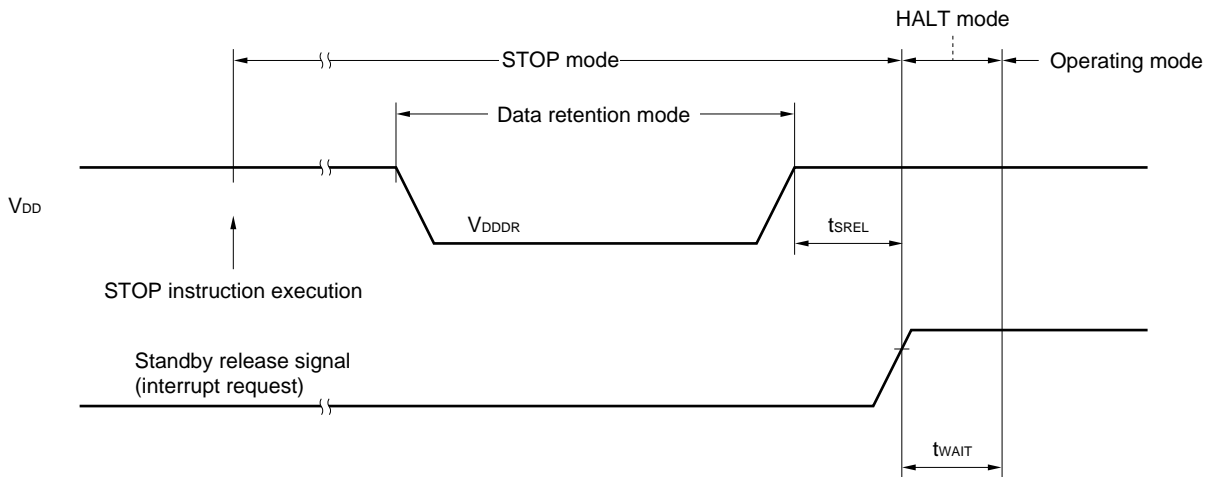 HALT mode
STOP mode
Operating mode
Data retention mode
VDD
VDDDR
tSREL
STOP instruction execution
Standby release signal
(interrupt request)
tWAIT